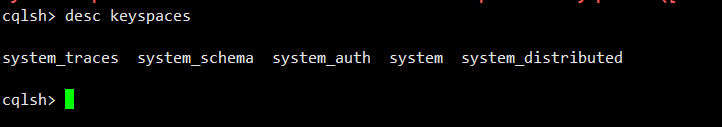 cqlsh> desc keyspaces
system_traces  system_schema  system_auth  system  system_distributed
cqlsh>